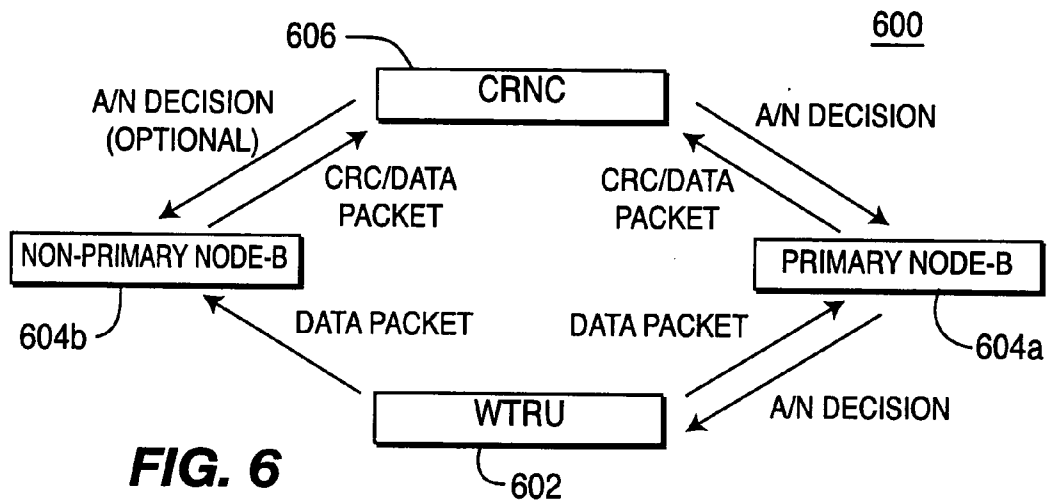 606
600
CRNC
A/N DECISION
(OPTIONAL)
A/N DECISION
CRC/DATA
PACKET
CRC/DATA
PACKET
NON-PRIMARY NODE-B
PRIMARY NODE-B
604b
DATA PACKET
DATA PACKET
604a
WTRU
A/N DECISION
FIG. 6
602